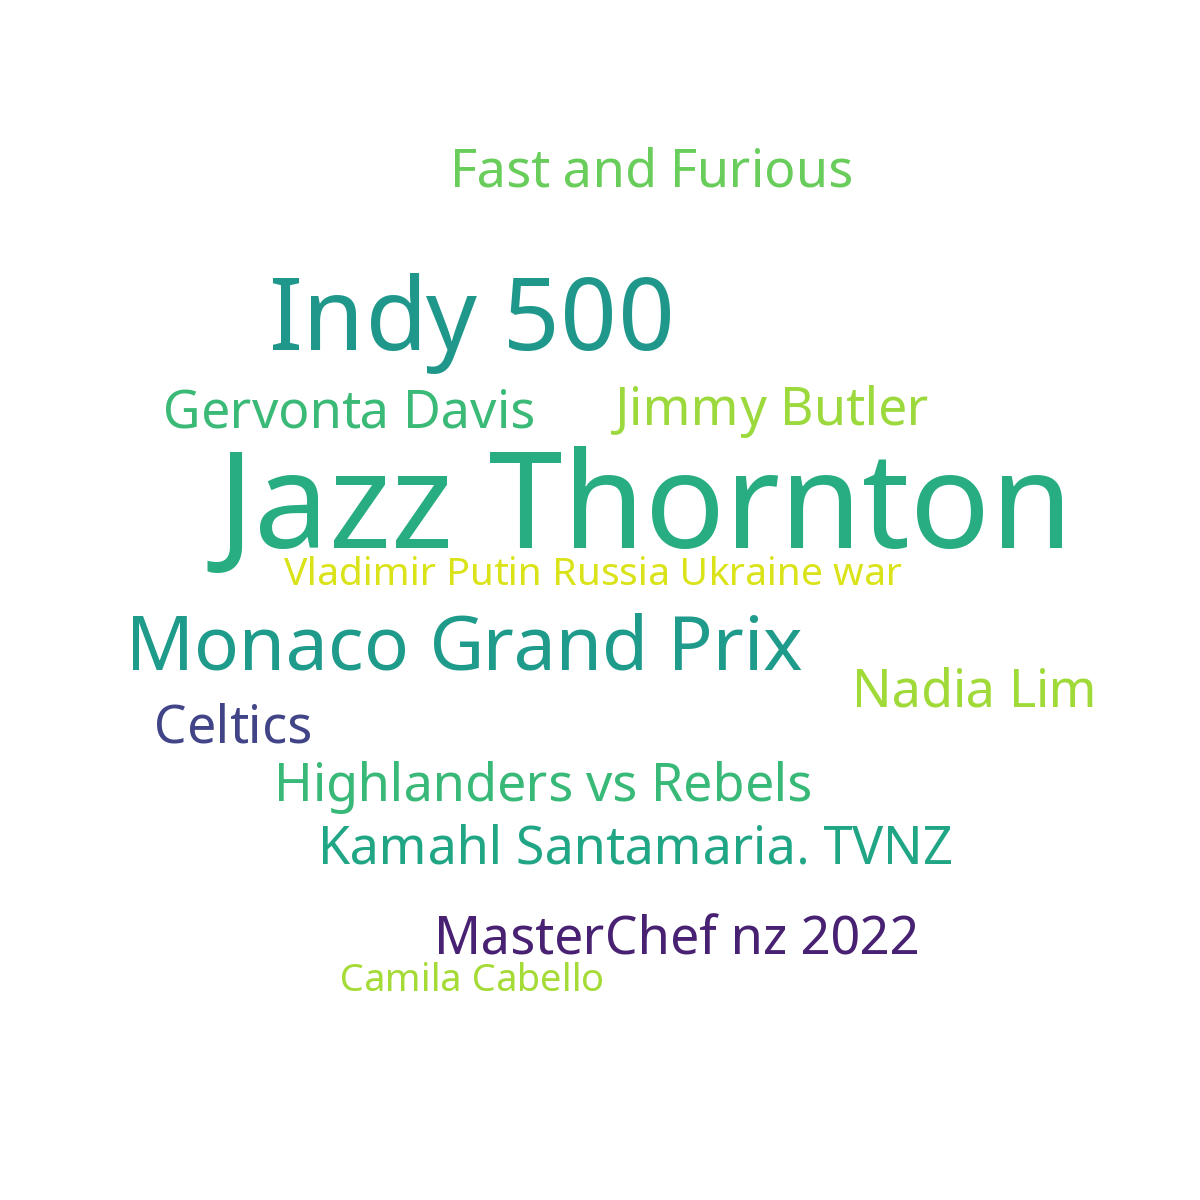 Fast and Furious
Indy 500
Gervonta Davis
Jimmy Butler
Jazz Thornton
Vladimir Putin Russia Ukraine war
Monaco Grand Prix
Nadia Lim
Celtics
Highlanders vs Rebels
Kamahl Santamaria. TVNZ
MasterChef nz 2022
Camila Cabello